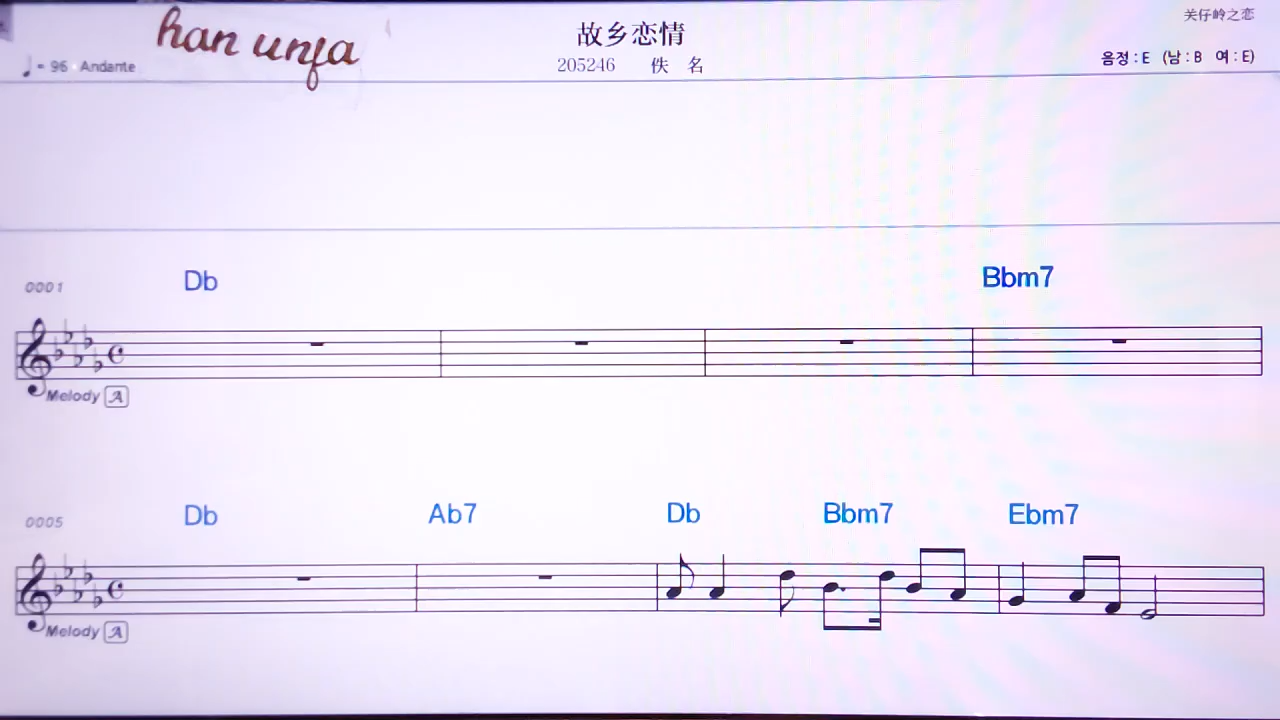 han unfa
故乡恋情
关仔岭之恋
♩ = 96 Andante
205246 佚 名
음정 : E (남 : B 여 : E)
0001 Db Bbm7
Melody A
0005 Db Ab7 Db Bbm7 Ebm7
Melody A